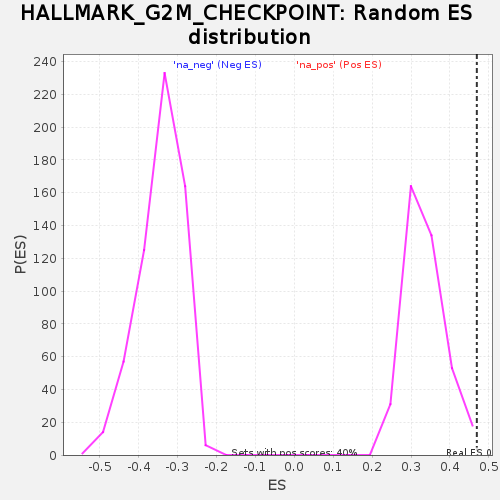 HALLMARK_G2M_CHECKPOINT: Random ES
distribution
'na_neg' (Neg ES) 'na_pos' (Pos ES)
240
220
200
180
160
140
120
100
80
60
40
20
0
P(ES)
Sets with pos scores: 40%
Real ES 0
-0.5 -0.4 -0.3 -0.2 -0.1 0.0 0.1 0.2 0.3 0.4 0.5
ES